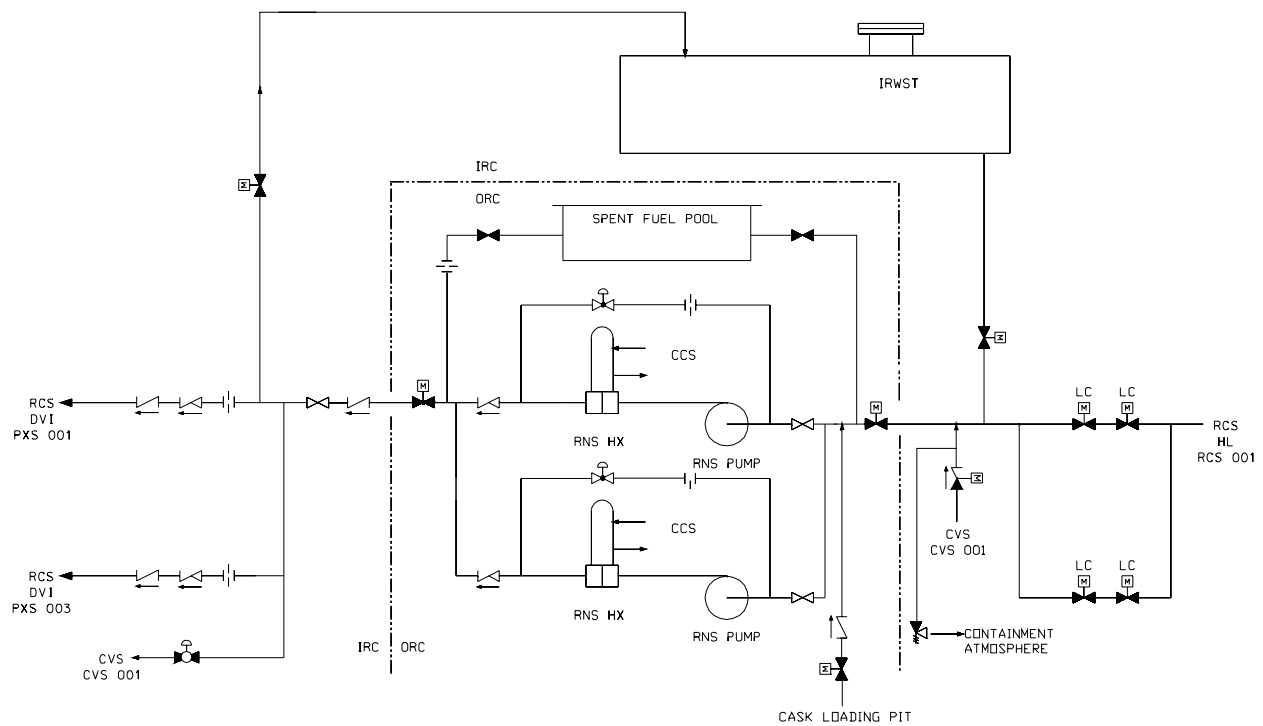 IRWST
M
IRC
ORC
SPENT FUEL POOL
M
CCS
M
LC
LC
M
M
M
RCS
DVI
PXS 001
RNS HX
RNS PUMP
RCS
HL
RCS 001
M
CCS
CVS
CVS 001
LC
LC
M
M
RCS
DVI
PXS 003
RNS HX
RNS PUMP
IRC
ORC
CONTAINMENT
ATMOSPHERE
CVS
CVS 001
M
CASK LOADING PIT